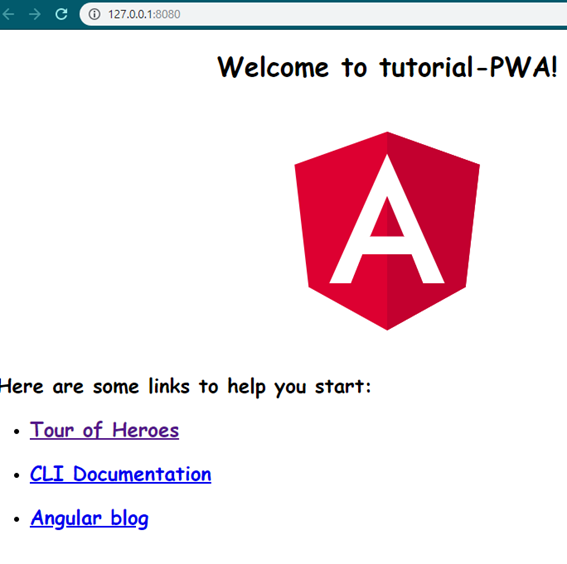 127.0.0.1:8080
Welcome to tutorial-PWA!
A
Here are some links to help you start:
Tour of Heroes
CLI Documentation
Angular blog